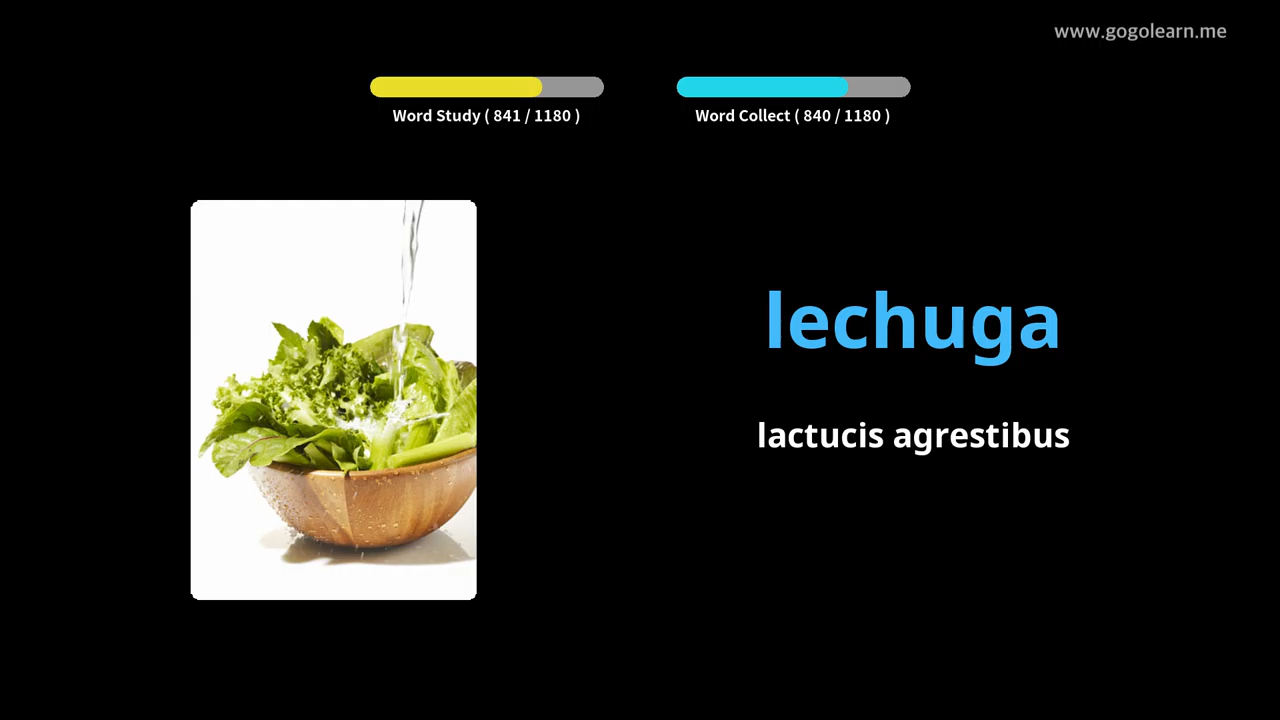 www.gogolearn.me
Word Study ( 841 / 1180 )
Word Collect ( 840 / 1180 )
lechuga
lactucis agrestibus